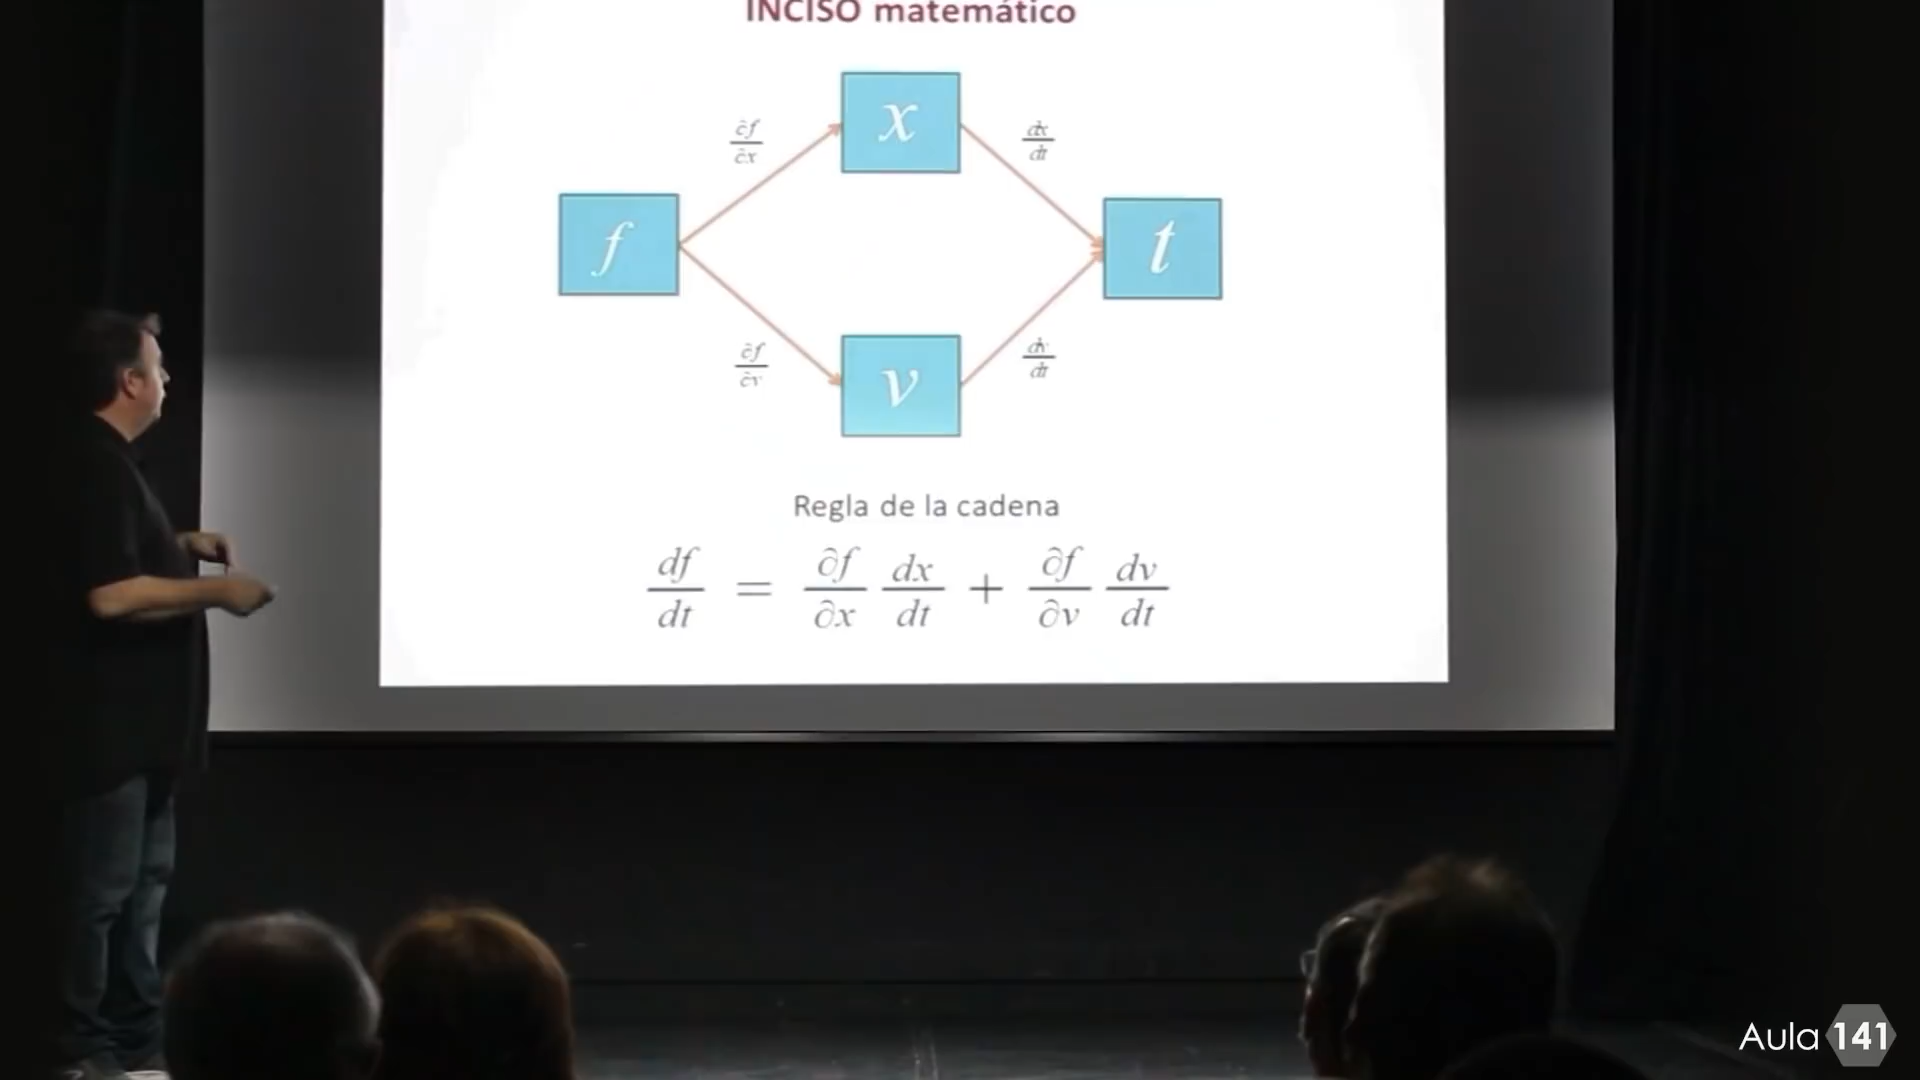 INCISO matemático
x
∂f/∂x
dx/dt
f
t
∂f/∂v
dv/dt
v
Regla de la cadena
df/dt = ∂f/∂x dx/dt + ∂f/∂v dv/dt
Aula 141